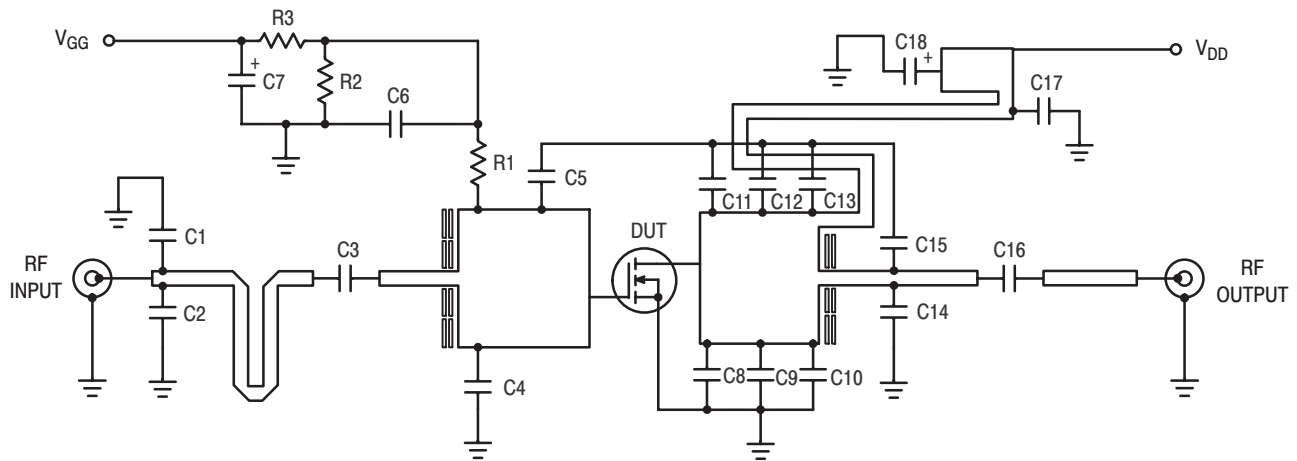 R3
V_GG
C7
+
R2
C6
R1
C5
C1
C2
RF
INPUT
C3
C4
DUT
C11
C12
C13
C8
C9
C10
C18
+
V_DD
C17
C15
C14
C16
RF
OUTPUT